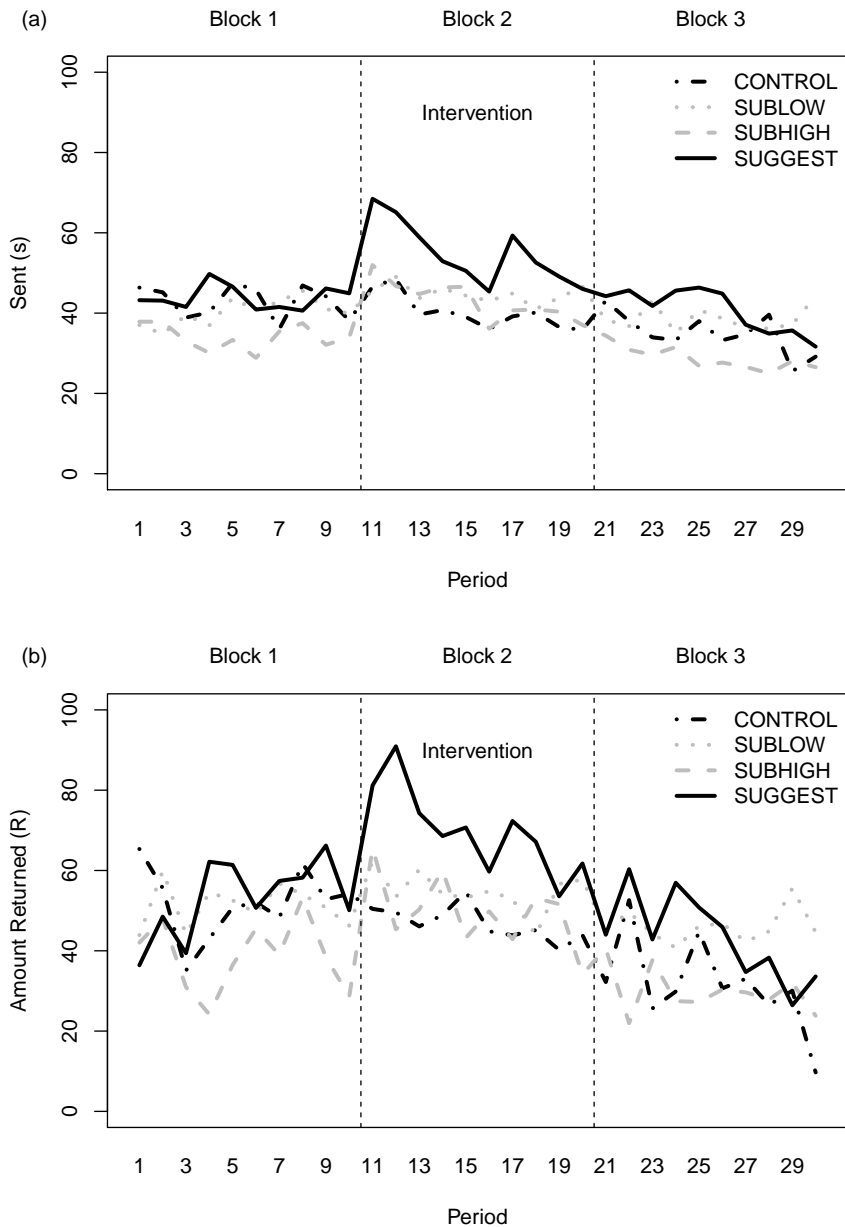 (a)
Block 1 Block 2 Block 3
100
80
60
40
20
0
Sent (s)
Intervention
CONTROL
SUBLOW
SUBHIGH
SUGGEST
1 3 5 7 9 11 13 15 17 19 21 23 25 27 29
Period
(b)
Block 1 Block 2 Block 3
100
80
60
40
20
0
Amount Returned (R)
Intervention
CONTROL
SUBLOW
SUBHIGH
SUGGEST
1 3 5 7 9 11 13 15 17 19 21 23 25 27 29
Period